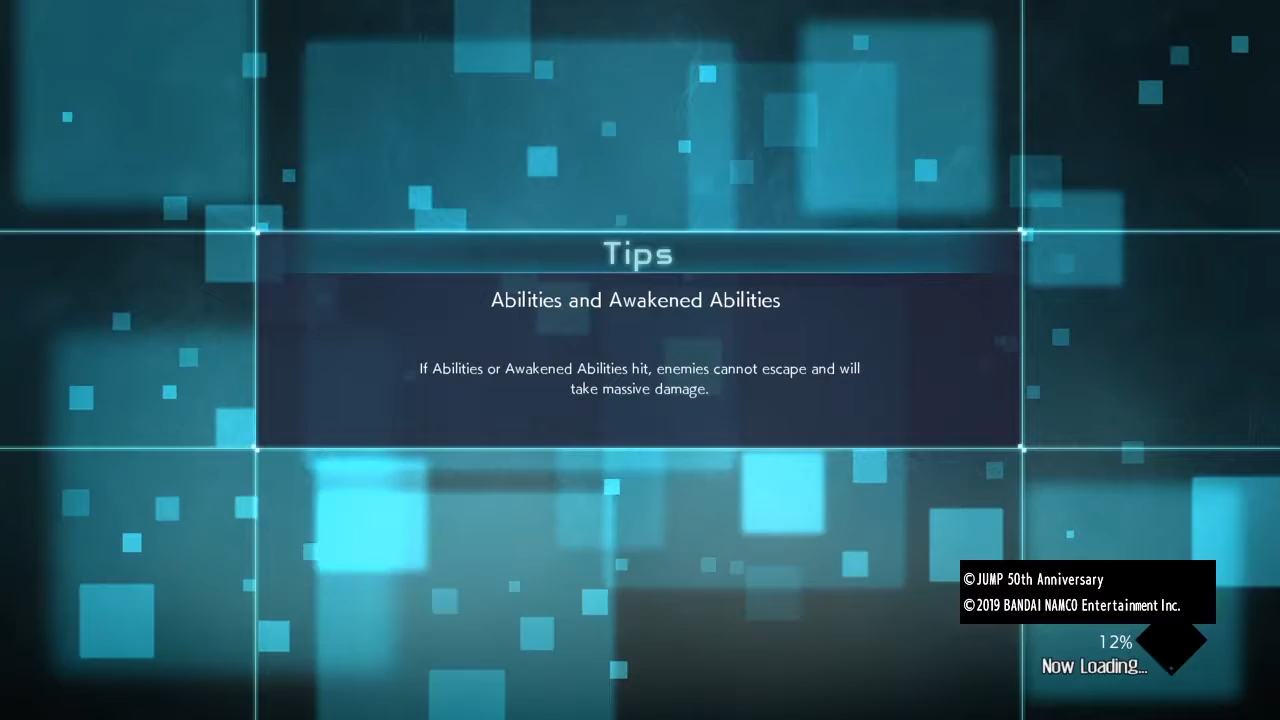 Tips
Abilities and Awakened Abilities
If Abilities or Awakened Abilities hit, enemies cannot escape and will
take massive damage.
©JUMP 50th Anniversary
©2019 BANDAI NAMCO Entertainment Inc.
12%
Now Loading...